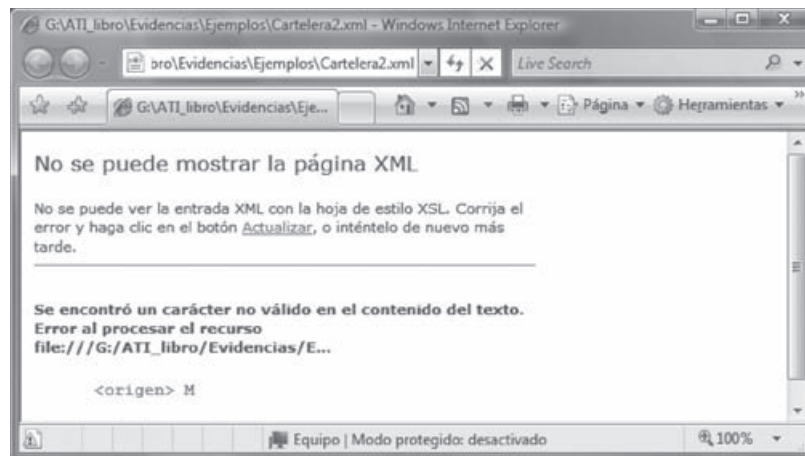 G:\ATI_libro\Evidencias\Ejemplos\Cartelera2.xml - Windows Internet Explorer
bro\Evidencias\Ejemplos\Cartelera2.xml
Live Search
G:\ATI_libro\Evidencias\Eje...
Página
Herramientas
No se puede mostrar la página XML
No se puede ver la entrada XML con la hoja de estilo XSL. Corrija el
error y haga clic en el botón Actualizar, o inténtelo de nuevo más
tarde.
Se encontró un carácter no válido en el contenido del texto.
Error al procesar el recurso
file:///G:/ATI_libro/Evidencias/E...
<origen> M
Equipo | Modo protegido: desactivado
100%